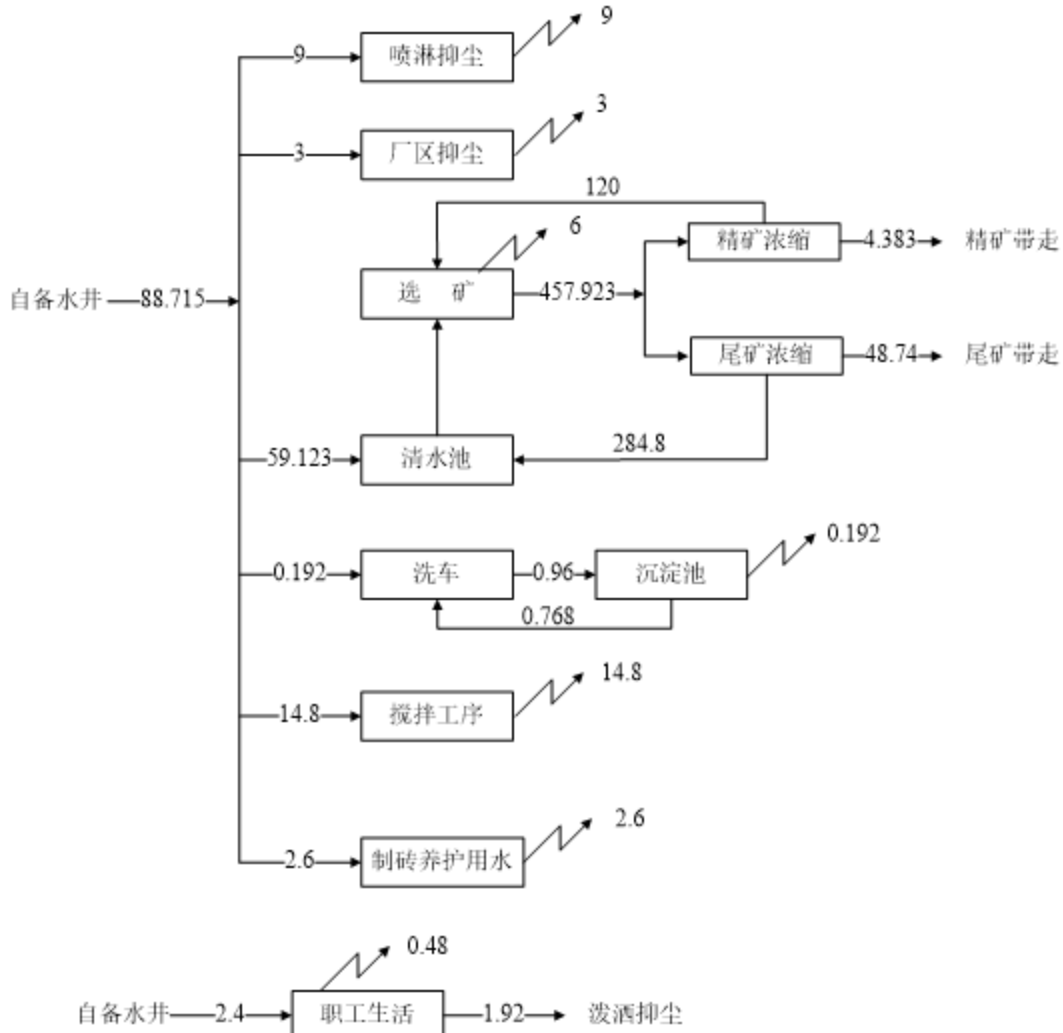 9
9
喷淋抑尘
3
3
厂区抑尘
120
6
精矿浓缩
4.383
精矿带走
自备水井
88.715
选 矿
457.923
尾矿浓缩
48.74
尾矿带走
59.123
清水池
284.8
0.192
0.192
洗车
0.96
沉淀池
0.768
14.8
14.8
搅拌工序
2.6
2.6
制砖养护用水
0.48
自备水井
2.4
职工生活
1.92
泼洒抑尘